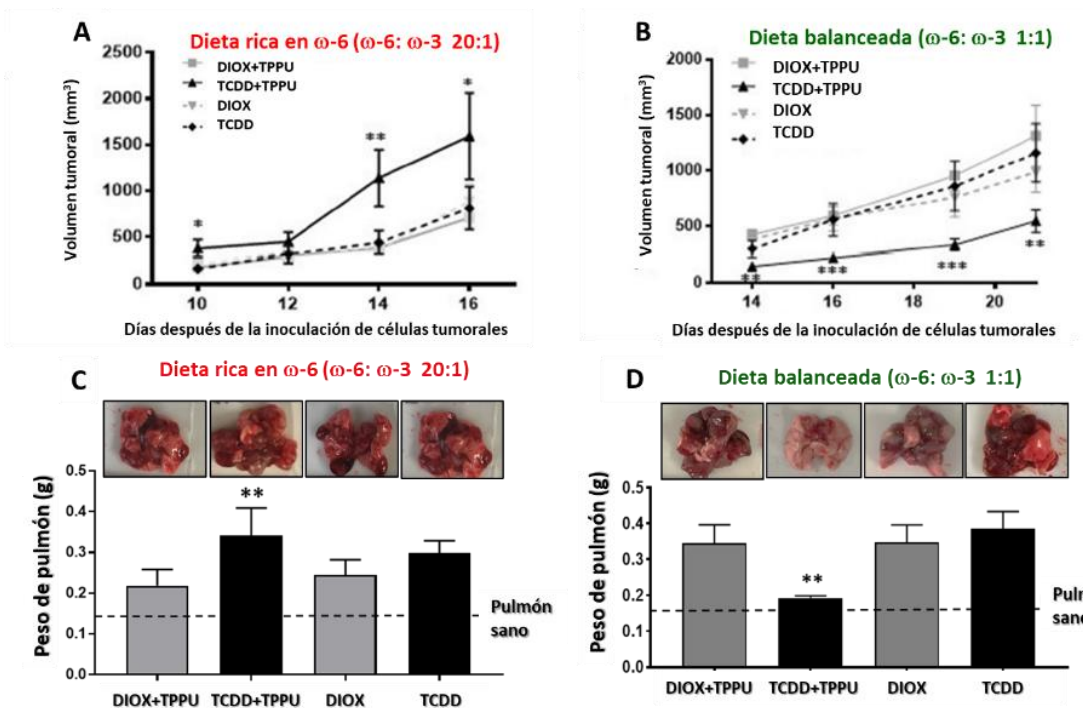 A
Dieta rica en ω-6 (ω-6: ω-3 20:1)
Volumen tumoral (mm³)
2500
2000
1500
1000
500
0
DIOX+TPPU
TCDD+TPPU
DIOX
TCDD
*
**
*
10
12
14
16
Días después de la inoculación de células tumorales
B
Dieta balanceada (ω-6: ω-3 1:1)
Volumen tumoral (mm³)
2000
1500
1000
500
0
DIOX+TPPU
TCDD+TPPU
DIOX
TCDD
**
***
***
**
14
16
18
20
Días después de la inoculación de células tumorales
C
Dieta rica en ω-6 (ω-6: ω-3 20:1)
Peso de pulmón (g)
0.5
0.4
0.3
0.2
0.1
0.0
**
Pulmón
sano
DIOX+TPPU
TCDD+TPPU
DIOX
TCDD
D
Dieta balanceada (ω-6: ω-3 1:1)
Peso de pulmón (g)
0.5
0.4
0.3
0.2
0.1
0.0
**
DIOX+TPPU
TCDD+TPPU
DIOX
TCDD